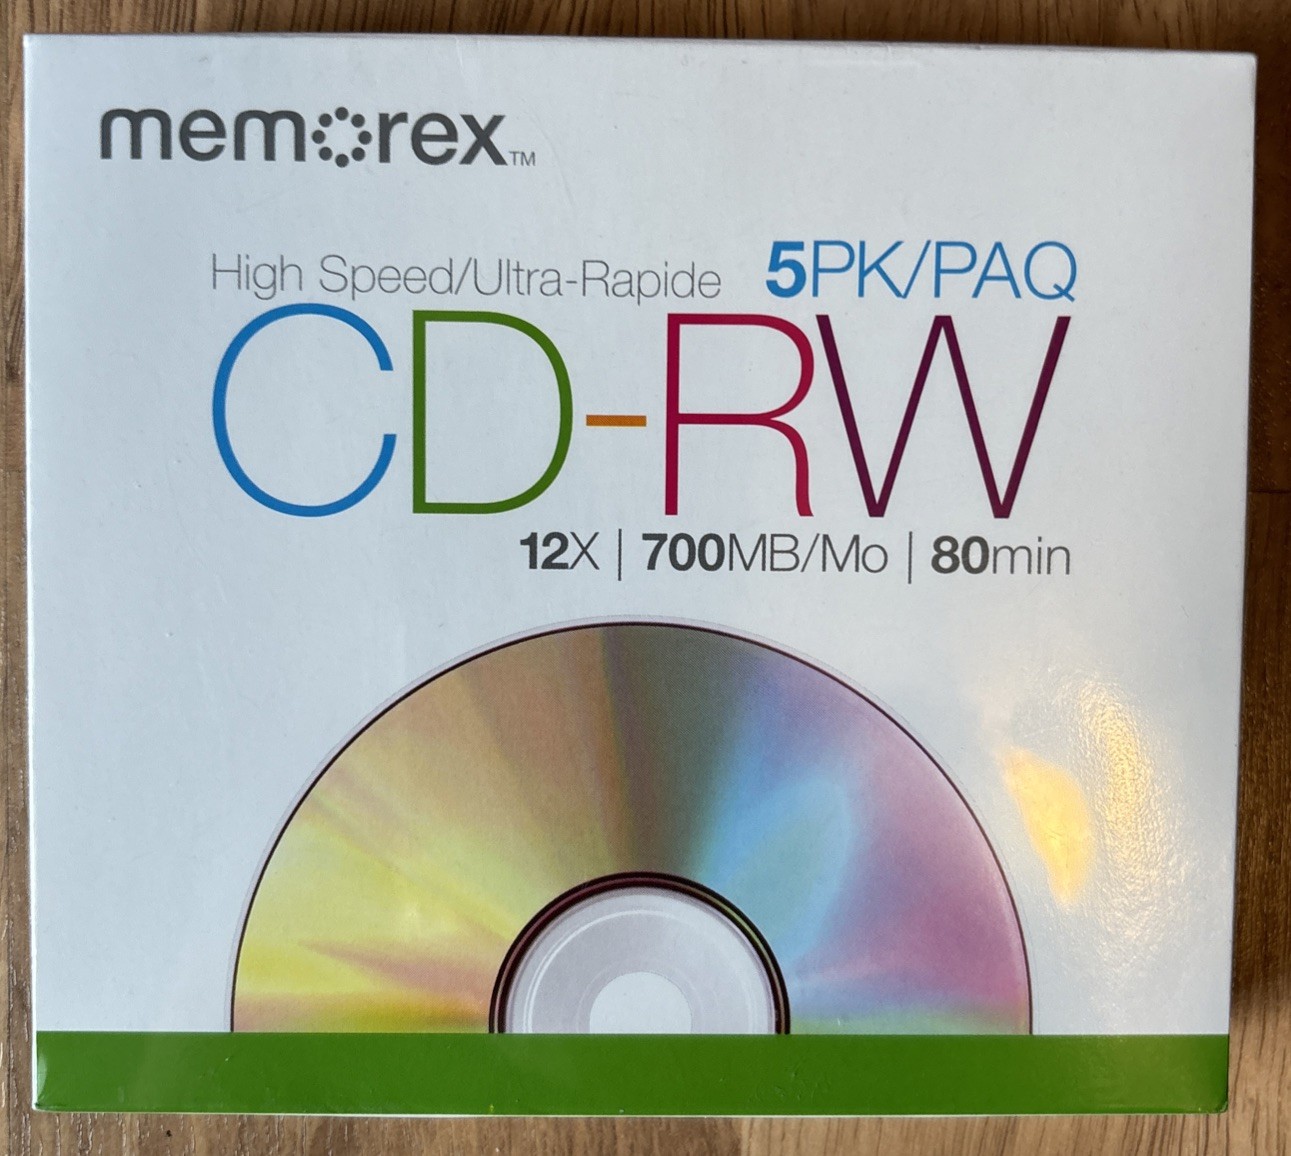 memorex™
High Speed/Ultra-Rapide 5PK/PAQ
CD-RW
12X | 700MB/Mo | 80min